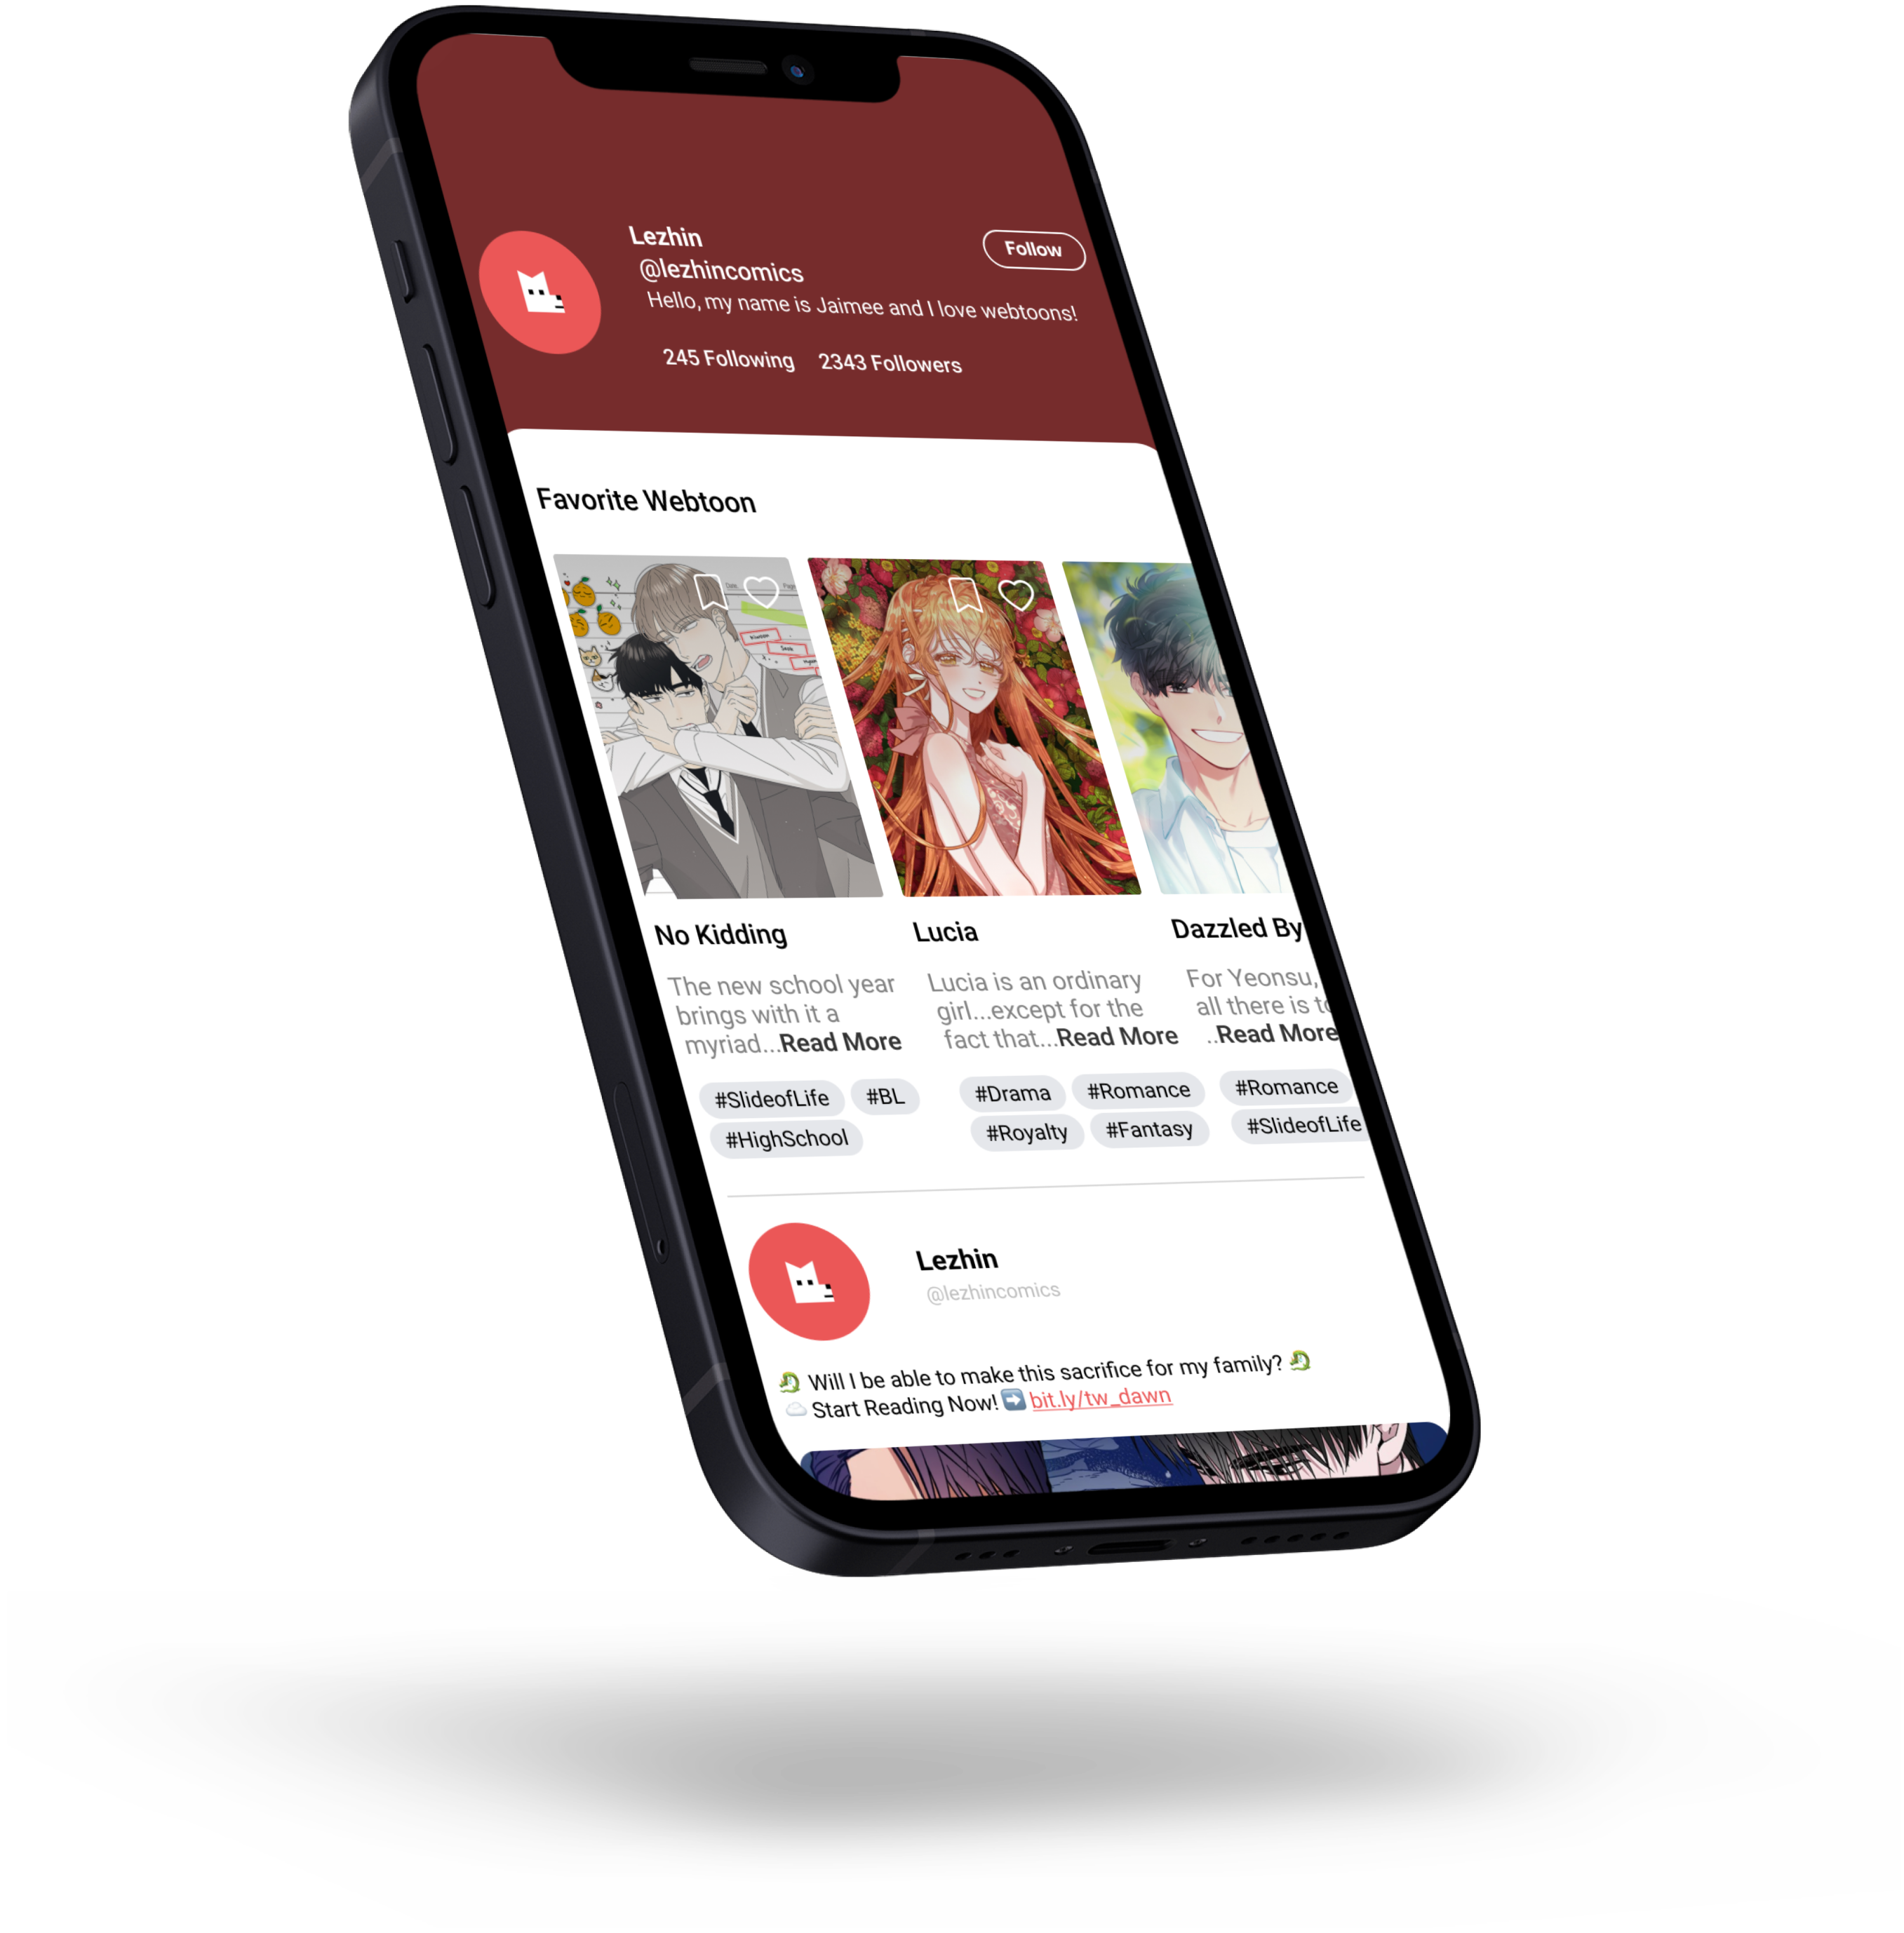 Lezhin
@lezhincomics
Follow
Hello, my name is Jaimee and I love webtoons!
245 Following 2343 Followers
Favorite Webtoon
No Kidding
The new school year
brings with it a
myriad...Read More
#SlideofLife #BL
#HighSchool
Lucia
Lucia is an ordinary
girl...except for the
fact that...Read More
#Drama #Romance
#Royalty #Fantasy
Dazzled By
For Yeonsu,
all there is to
..Read More
#Romance
#SlideofLife
Lezhin
@lezhincomics
Will I be able to make this sacrifice for my family?
Start Reading Now! bit.ly/tw_dawn